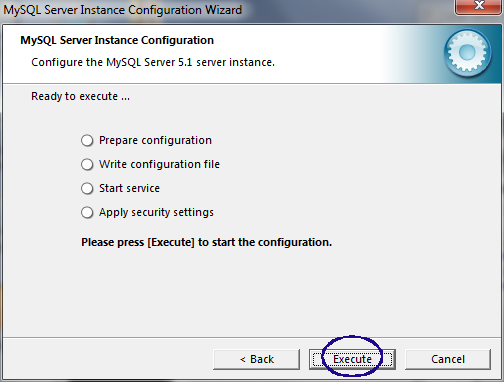 MySQL Server Instance Configuration Wizard
MySQL Server Instance Configuration
Configure the MySQL Server 5.1 server instance.
Ready to execute ...
Prepare configuration
Write configuration file
Start service
Apply security settings
Please press [Execute] to start the configuration.
< Back
Execute
Cancel